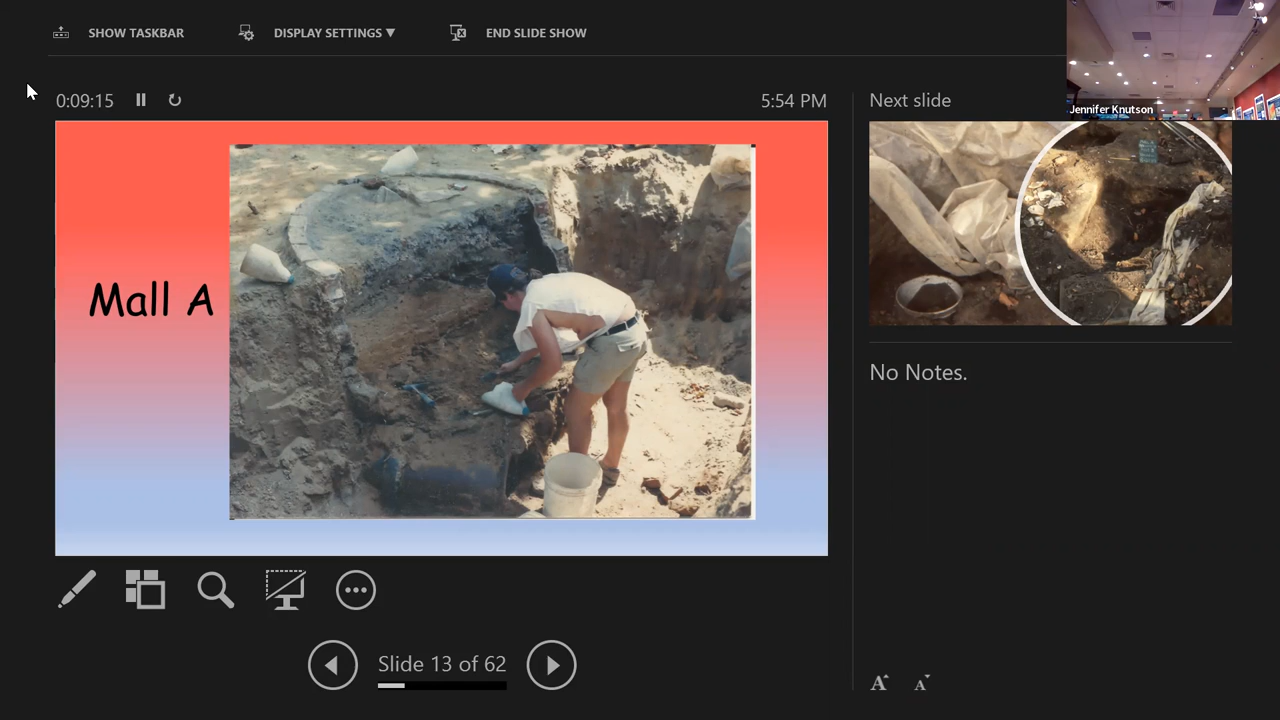 SHOW TASKBAR
DISPLAY SETTINGS ▼
END SLIDE SHOW
Jennifer Knutson
0:09:15
5:54 PM
Next slide
Mall A
No Notes.
Slide 13 of 62
A A